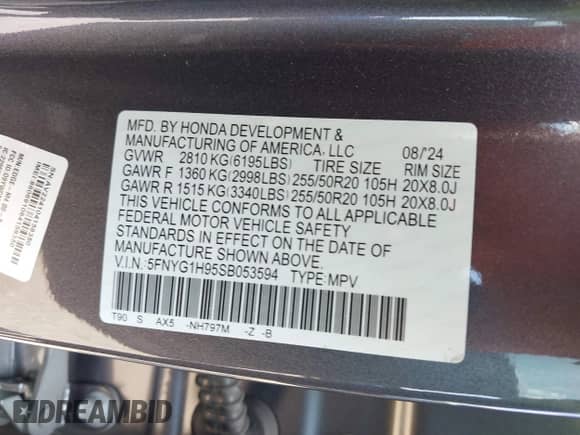 MFD. BY HONDA DEVELOPMENT &
MANUFACTURING OF AMERICA, LLC 08/'24
GVWR 2810 KG(6195LBS) TIRE SIZE RIM SIZE
GAWR F 1360 KG(2998LBS) 255/50R20 105H 20X8.0J
GAWR R 1515 KG(3340LBS) 255/50R20 105H 20X8.0J
THIS VEHICLE CONFORMS TO ALL APPLICABLE
FEDERAL MOTOR VEHICLE SAFETY
STANDARDS IN EFFECT ON THE DATE OF
MANUFACTURE SHOWN ABOVE.
V.I.N.:5FNYG1H95SB053594 TYPE:MPV
T90 S AX5 -NH797M -Z -B
DREAMBID